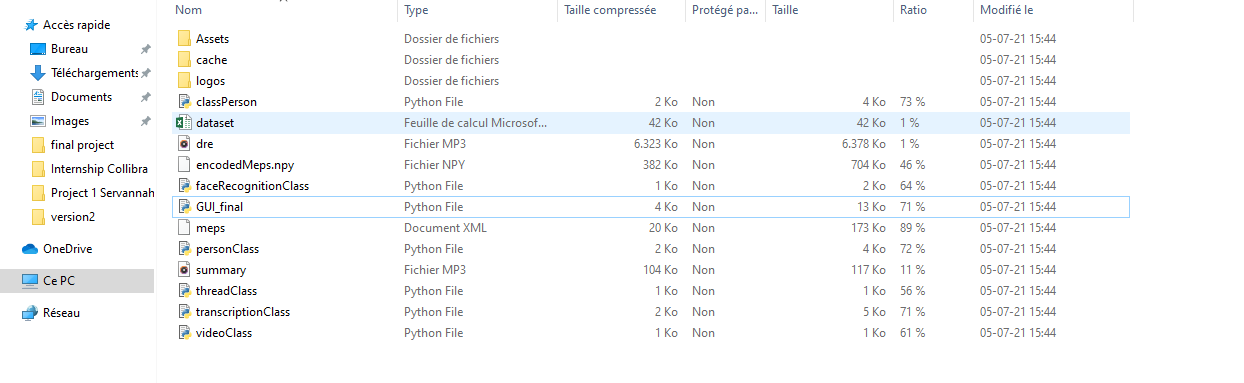 Nom Type Taille compressée Protégé pa... Taille Ratio Modifié le
Accès rapide
Bureau
Téléchargements
Documents
Images
final project
Internship Collibra
Project 1 Servannah
version2
OneDrive
Ce PC
Réseau
Assets Dossier de fichiers 05-07-21 15:44
cache Dossier de fichiers 05-07-21 15:44
logos Dossier de fichiers 05-07-21 15:44
classPerson Python File 2 Ko Non 4 Ko 73 % 05-07-21 15:44
dataset Feuille de calcul Microsof... 42 Ko Non 42 Ko 1 % 05-07-21 15:44
dre Fichier MP3 6.323 Ko Non 6.378 Ko 1 % 05-07-21 15:44
encodedMeps.npy Fichier NPY 382 Ko Non 704 Ko 46 % 05-07-21 15:44
faceRecognitionClass Python File 1 Ko Non 2 Ko 64 % 05-07-21 15:44
GUI_final Python File 4 Ko Non 13 Ko 71 % 05-07-21 15:44
meps Document XML 20 Ko Non 173 Ko 89 % 05-07-21 15:44
personClass Python File 2 Ko Non 4 Ko 72 % 05-07-21 15:44
summary Fichier MP3 104 Ko Non 117 Ko 11 % 05-07-21 15:44
threadClass Python File 1 Ko Non 1 Ko 56 % 05-07-21 15:44
transcriptionClass Python File 2 Ko Non 5 Ko 71 % 05-07-21 15:44
videoClass Python File 1 Ko Non 1 Ko 61 % 05-07-21 15:44